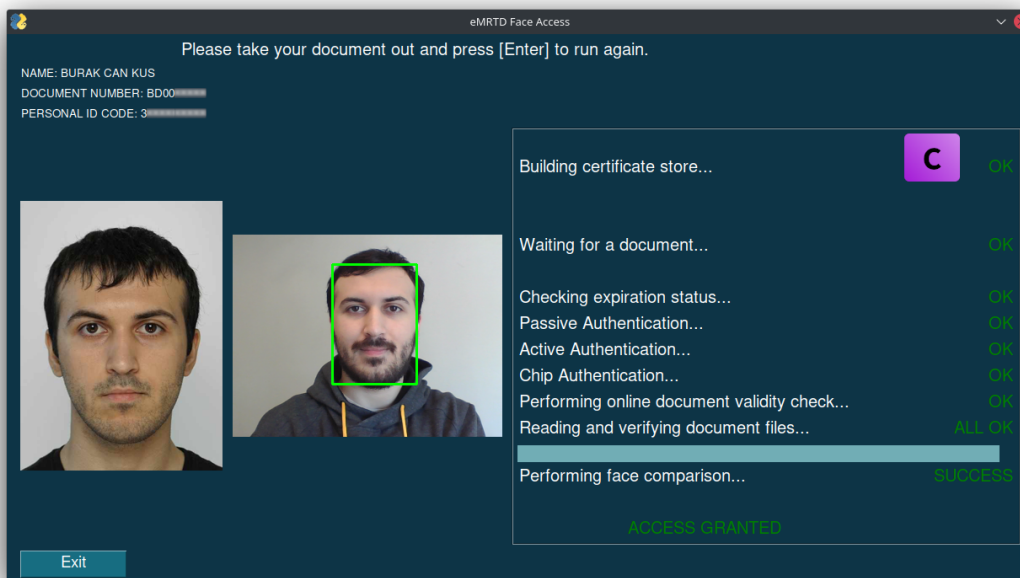 eMRTD Face Access
Please take your document out and press [Enter] to run again.
NAME: BURAK CAN KUS
DOCUMENT NUMBER: BD00
PERSONAL ID CODE: 3
Building certificate store... C OK
Waiting for a document... OK
Checking expiration status... OK
Passive Authentication... OK
Active Authentication... OK
Chip Authentication... OK
Performing online document validity check... OK
Reading and verifying document files... ALL OK
Performing face comparison... SUCCESS
ACCESS GRANTED
Exit